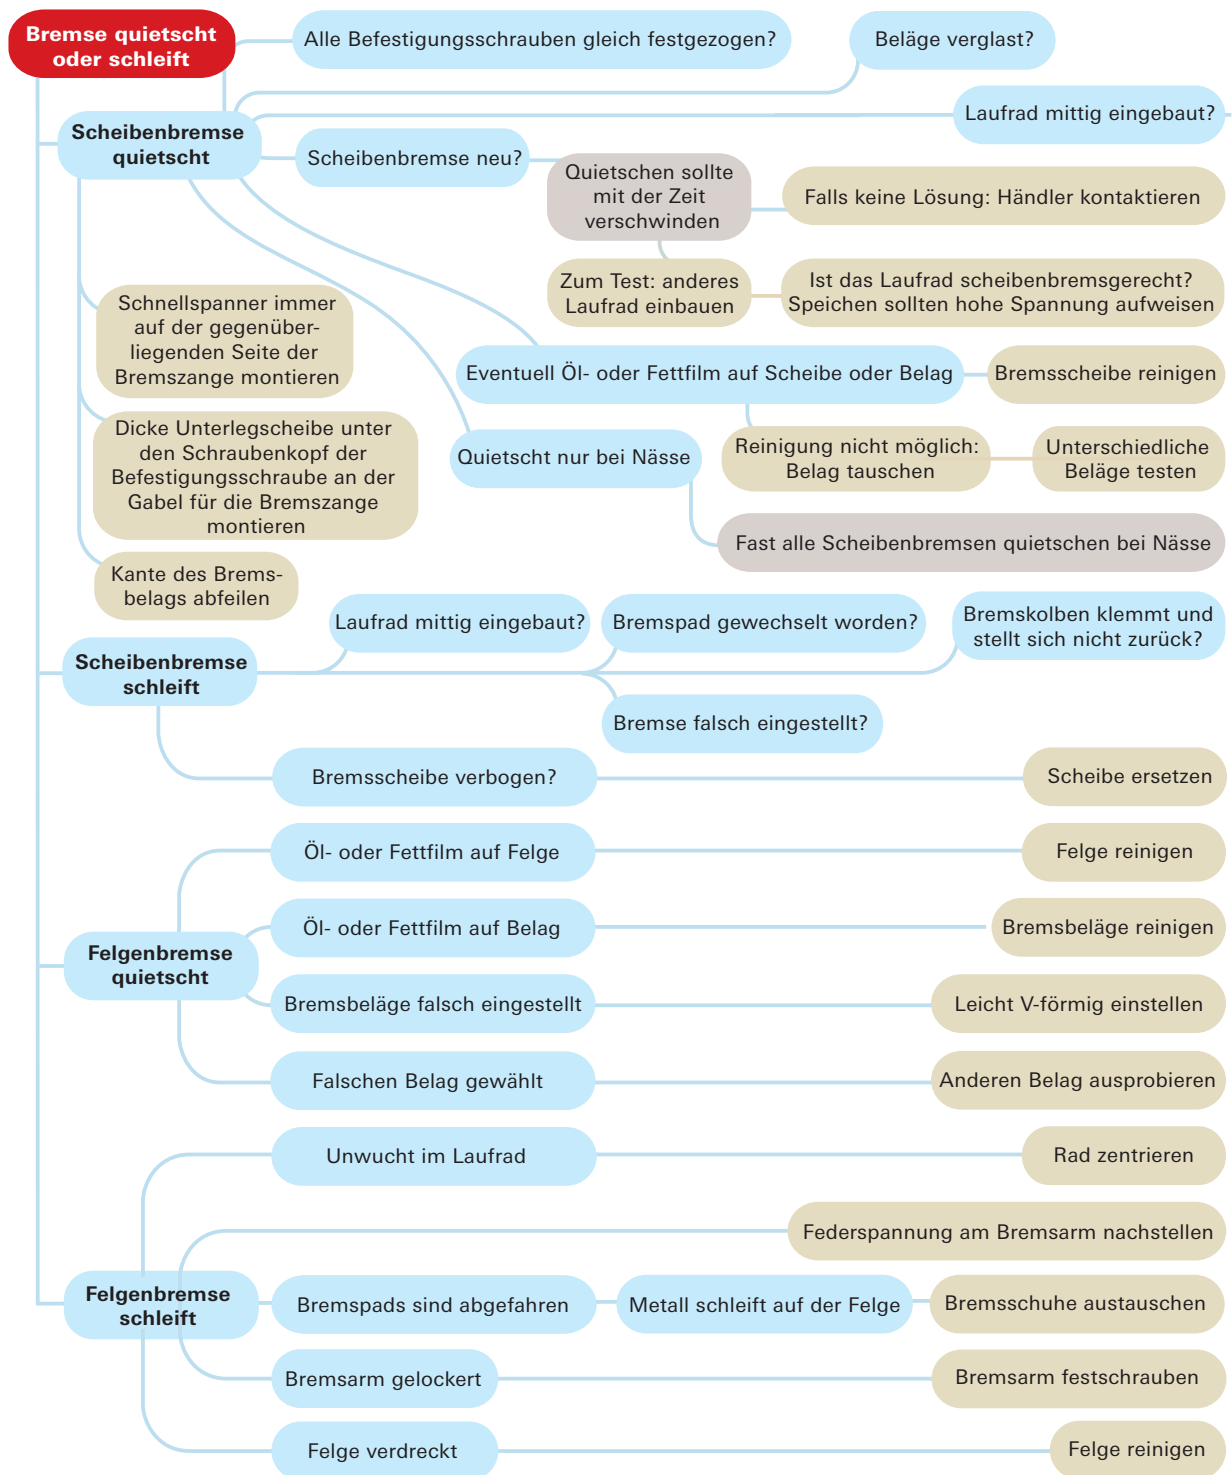 Bremse quietscht
oder schleift
Alle Befestigungsschrauben gleich festgezogen?
Beläge verglast?
Laufrad mittig eingebaut?
Scheibenbremse
quietscht
Scheibenbremse neu?
Quietschen sollte
mit der Zeit
verschwinden
Falls keine Lösung: Händler kontaktieren
Zum Test: anderes
Laufrad einbauen
Ist das Laufrad scheibenbremsgerecht?
Speichen sollten hohe Spannung aufweisen
Schnellspanner immer
auf der gegenüber-
liegenden Seite der
Bremszange montieren
Eventuell Öl- oder Fettfilm auf Scheibe oder Belag
Bremsscheibe reinigen
Dicke Unterlegscheibe unter
den Schraubenkopf der
Befestigungsschraube an der
Gabel für die Bremszange
montieren
Quietscht nur bei Nässe
Reinigung nicht möglich:
Belag tauschen
Unterschiedliche
Beläge testen
Fast alle Scheibenbremsen quietschen bei Nässe
Kante des Brems-
belags abfeilen
Laufrad mittig eingebaut?
Bremspad gewechselt worden?
Bremskolben klemmt und
stellt sich nicht zurück?
Scheibenbremse
schleift
Bremse falsch eingestellt?
Bremsscheibe verbogen?
Scheibe ersetzen
Öl- oder Fettfilm auf Felge
Felge reinigen
Öl- oder Fettfilm auf Belag
Bremsbeläge reinigen
Felgenbremse
quietscht
Bremsbeläge falsch eingestellt
Leicht V-förmig einstellen
Falschen Belag gewählt
Anderen Belag ausprobieren
Unwucht im Laufrad
Rad zentrieren
Federspannung am Bremsarm nachstellen
Felgenbremse
schleift
Bremspads sind abgefahren
Metall schleift auf der Felge
Bremsschuhe austauschen
Bremsarm gelockert
Bremsarm festschrauben
Felge verdreckt
Felge reinigen